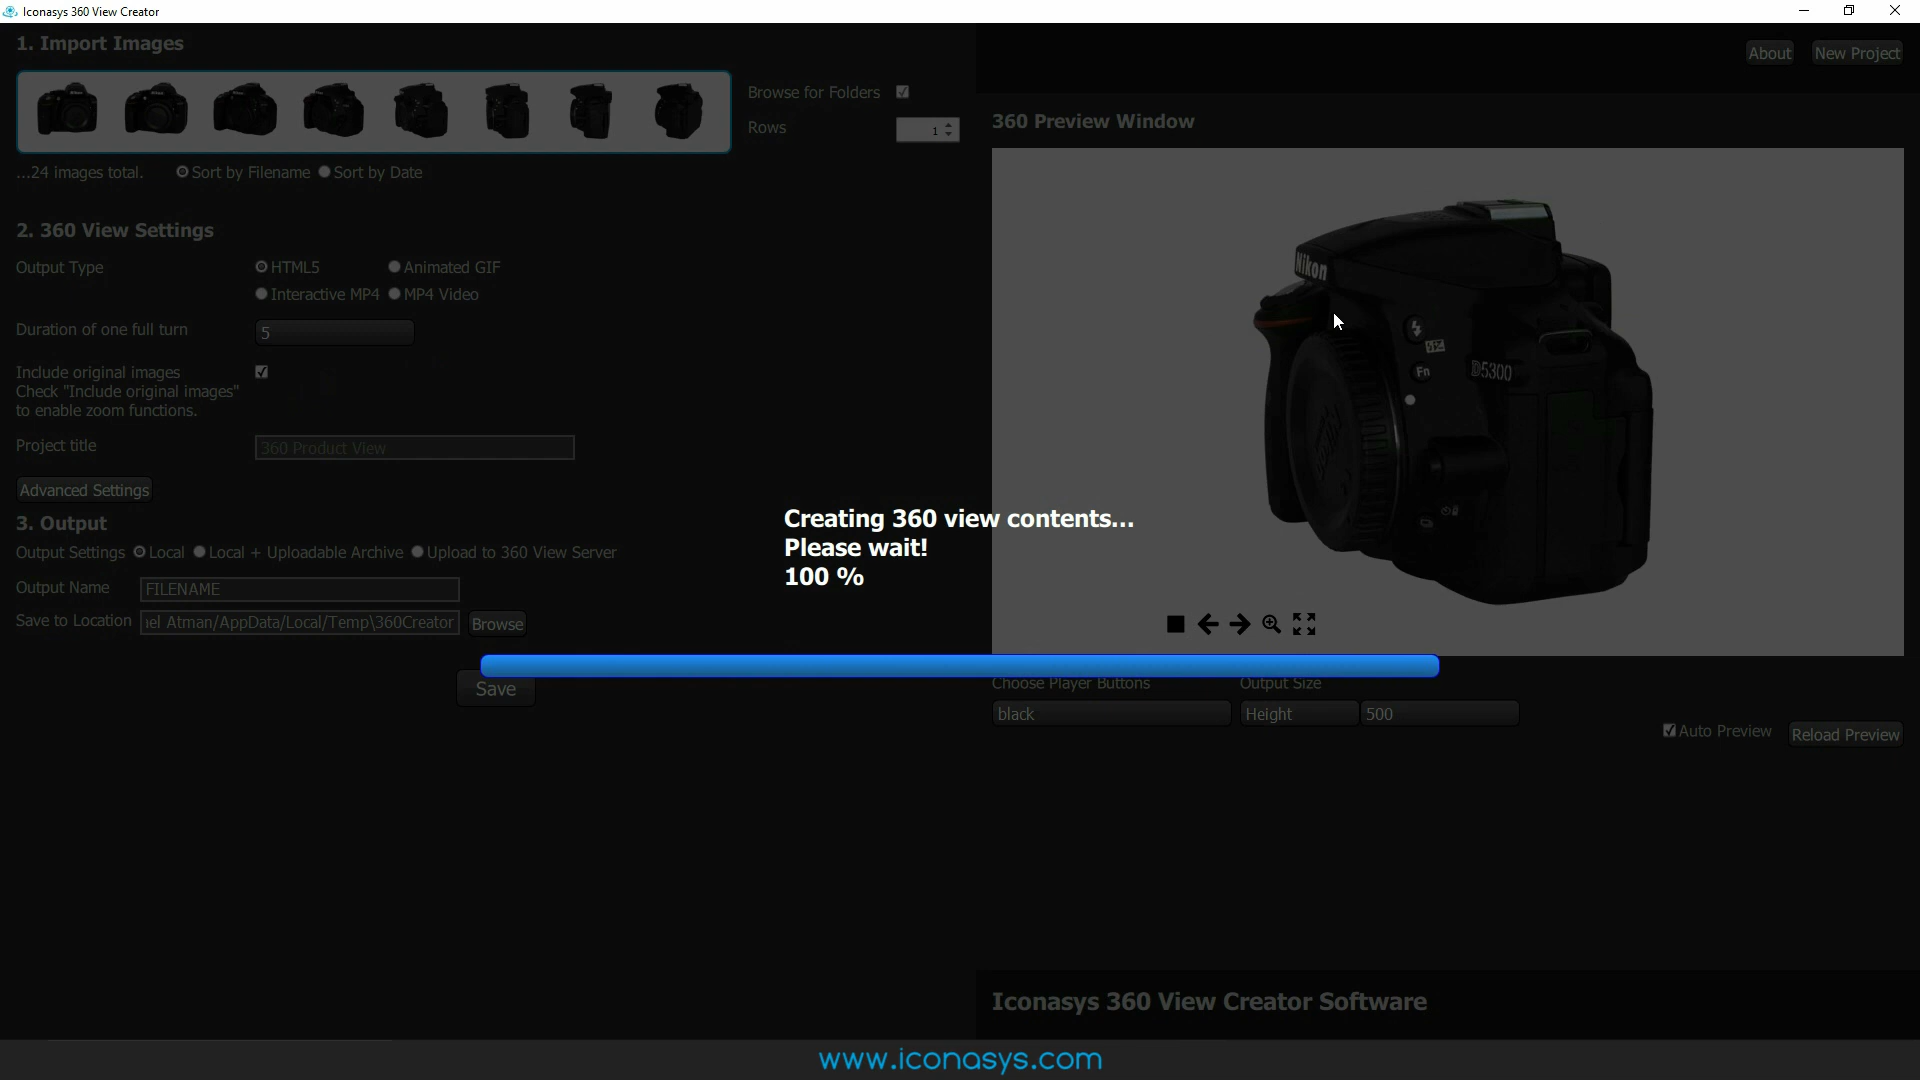 Iconasys 360 View Creator
1. Import Images
About
New Project
Browse for Folders
Rows
1
...24 images total.
Sort by Filename
Sort by Date
360 Preview Window
2. 360 View Settings
Output Type
HTML5
Animated GIF
Interactive MP4
MP4 Video
Duration of one full turn
5
Include original images
Check "Include original images"
to enable zoom functions.
Project title
360 Product View
Advanced Settings
3. Output
Output Settings
Local
Local + Uploadable Archive
Upload to 360 View Server
Output Name
FILENAME
Save to Location
Atman/AppData/Local/Temp\360Creator
Browse
Save
Nikon
Fn
D5300
Creating 360 view contents...
Please wait!
100 %
Choose Player Buttons
Output Size
black
Height
500
Auto Preview
Reload Preview
Iconasys 360 View Creator Software
www.iconasys.com